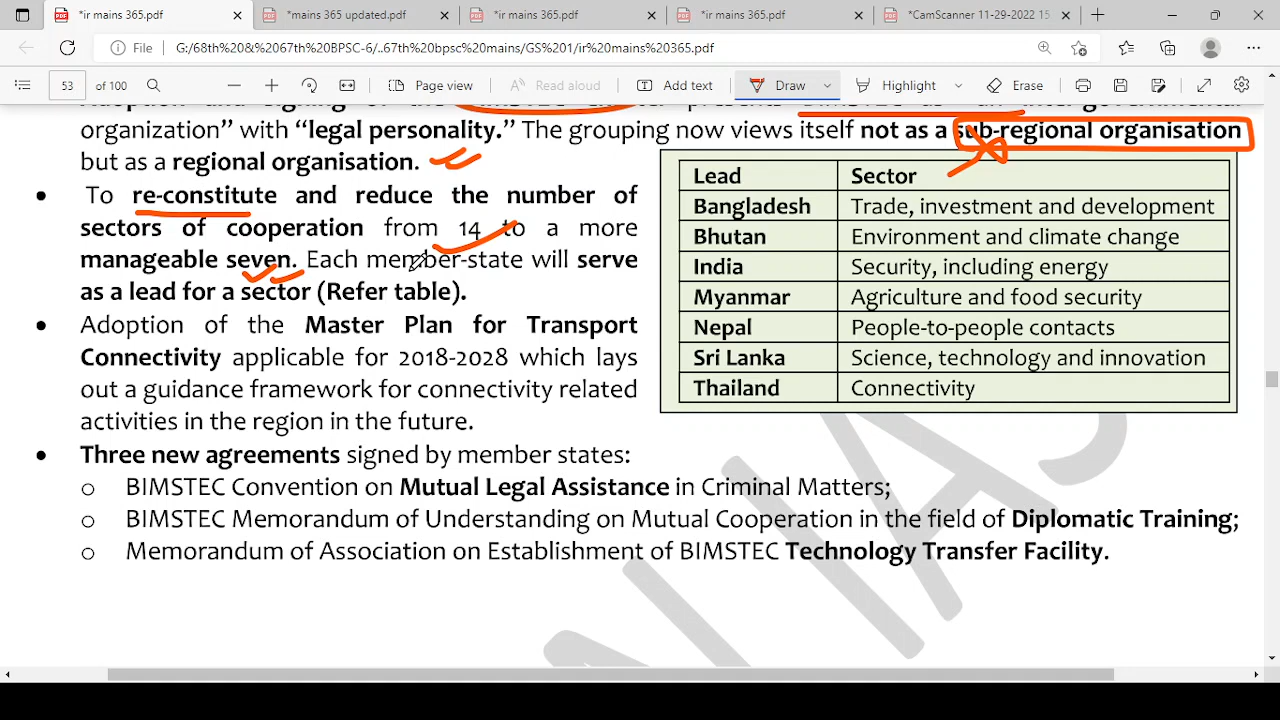 *ir mains 365.pdf
*mains 365 updated.pdf
*ir mains 365.pdf
*ir mains 365.pdf
*CamScanner 11-29-2022 15
File G:/68th%20&%2067th%20BPSC-6/..67th%20bpsc%20mains/GS%201/ir%20mains%20365.pdf
53 of 100
Page view
Read aloud
Add text
Draw
Highlight
Erase
organization” with “legal personality.” The grouping now views itself not as a sub-regional organisation
but as a regional organisation.
• To re-constitute and reduce the number of
sectors of cooperation from 14 to a more
manageable seven. Each member-state will serve
as a lead for a sector (Refer table).
Lead Sector
Bangladesh Trade, investment and development
Bhutan Environment and climate change
India Security, including energy
Myanmar Agriculture and food security
Nepal People-to-people contacts
Sri Lanka Science, technology and innovation
Thailand Connectivity
• Adoption of the Master Plan for Transport
Connectivity applicable for 2018-2028 which lays
out a guidance framework for connectivity related
activities in the region in the future.
• Three new agreements signed by member states:
o BIMSTEC Convention on Mutual Legal Assistance in Criminal Matters;
o BIMSTEC Memorandum of Understanding on Mutual Cooperation in the field of Diplomatic Training;
o Memorandum of Association on Establishment of BIMSTEC Technology Transfer Facility.